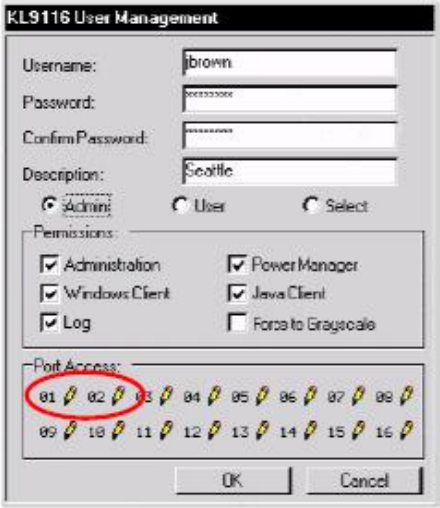 KL9116 User Management
Username: jbrown
Password: *********
Confirm Password: *********
Description: Seattle
Admin User Select
Permissions:
Administration Power Manager
Windows Client Java Client
Log Force to Grayscale
Port Access:
01 02 03 04 05 06 07 08
09 10 11 12 13 14 15 16
OK Cancel